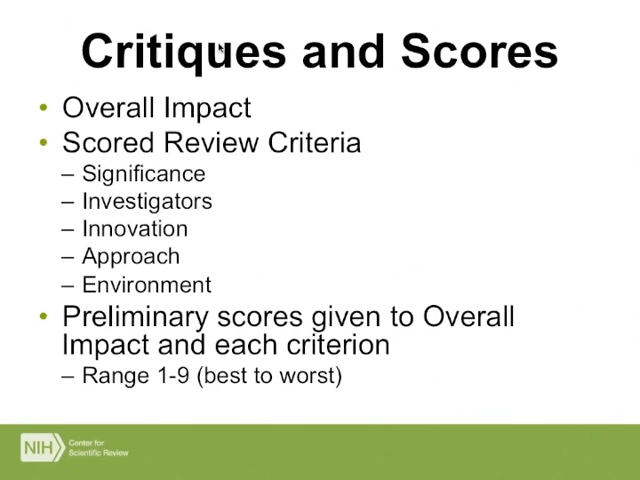 Critiques and Scores
• Overall Impact
• Scored Review Criteria
– Significance
– Investigators
– Innovation
– Approach
– Environment
• Preliminary scores given to Overall
Impact and each criterion
– Range 1-9 (best to worst)
NIH
Center for
Scientific Review